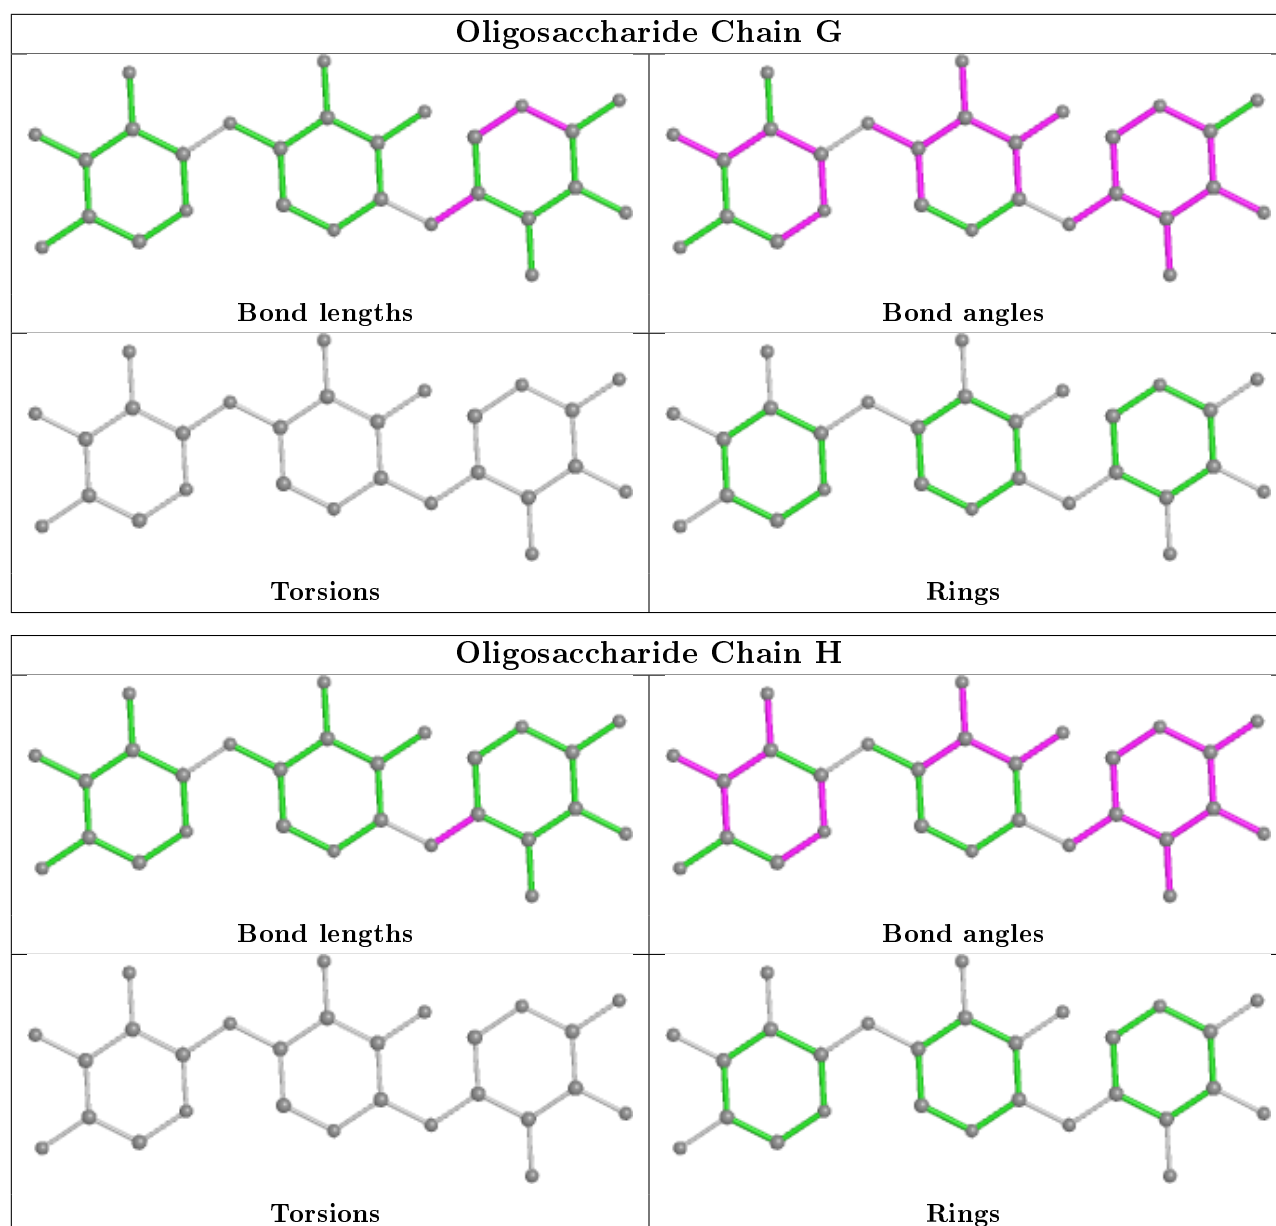 Oligosaccharide Chain G
Bond lengths
Bond angles
Torsions
Rings
Oligosaccharide Chain H
Bond lengths
Bond angles
Torsions
Rings